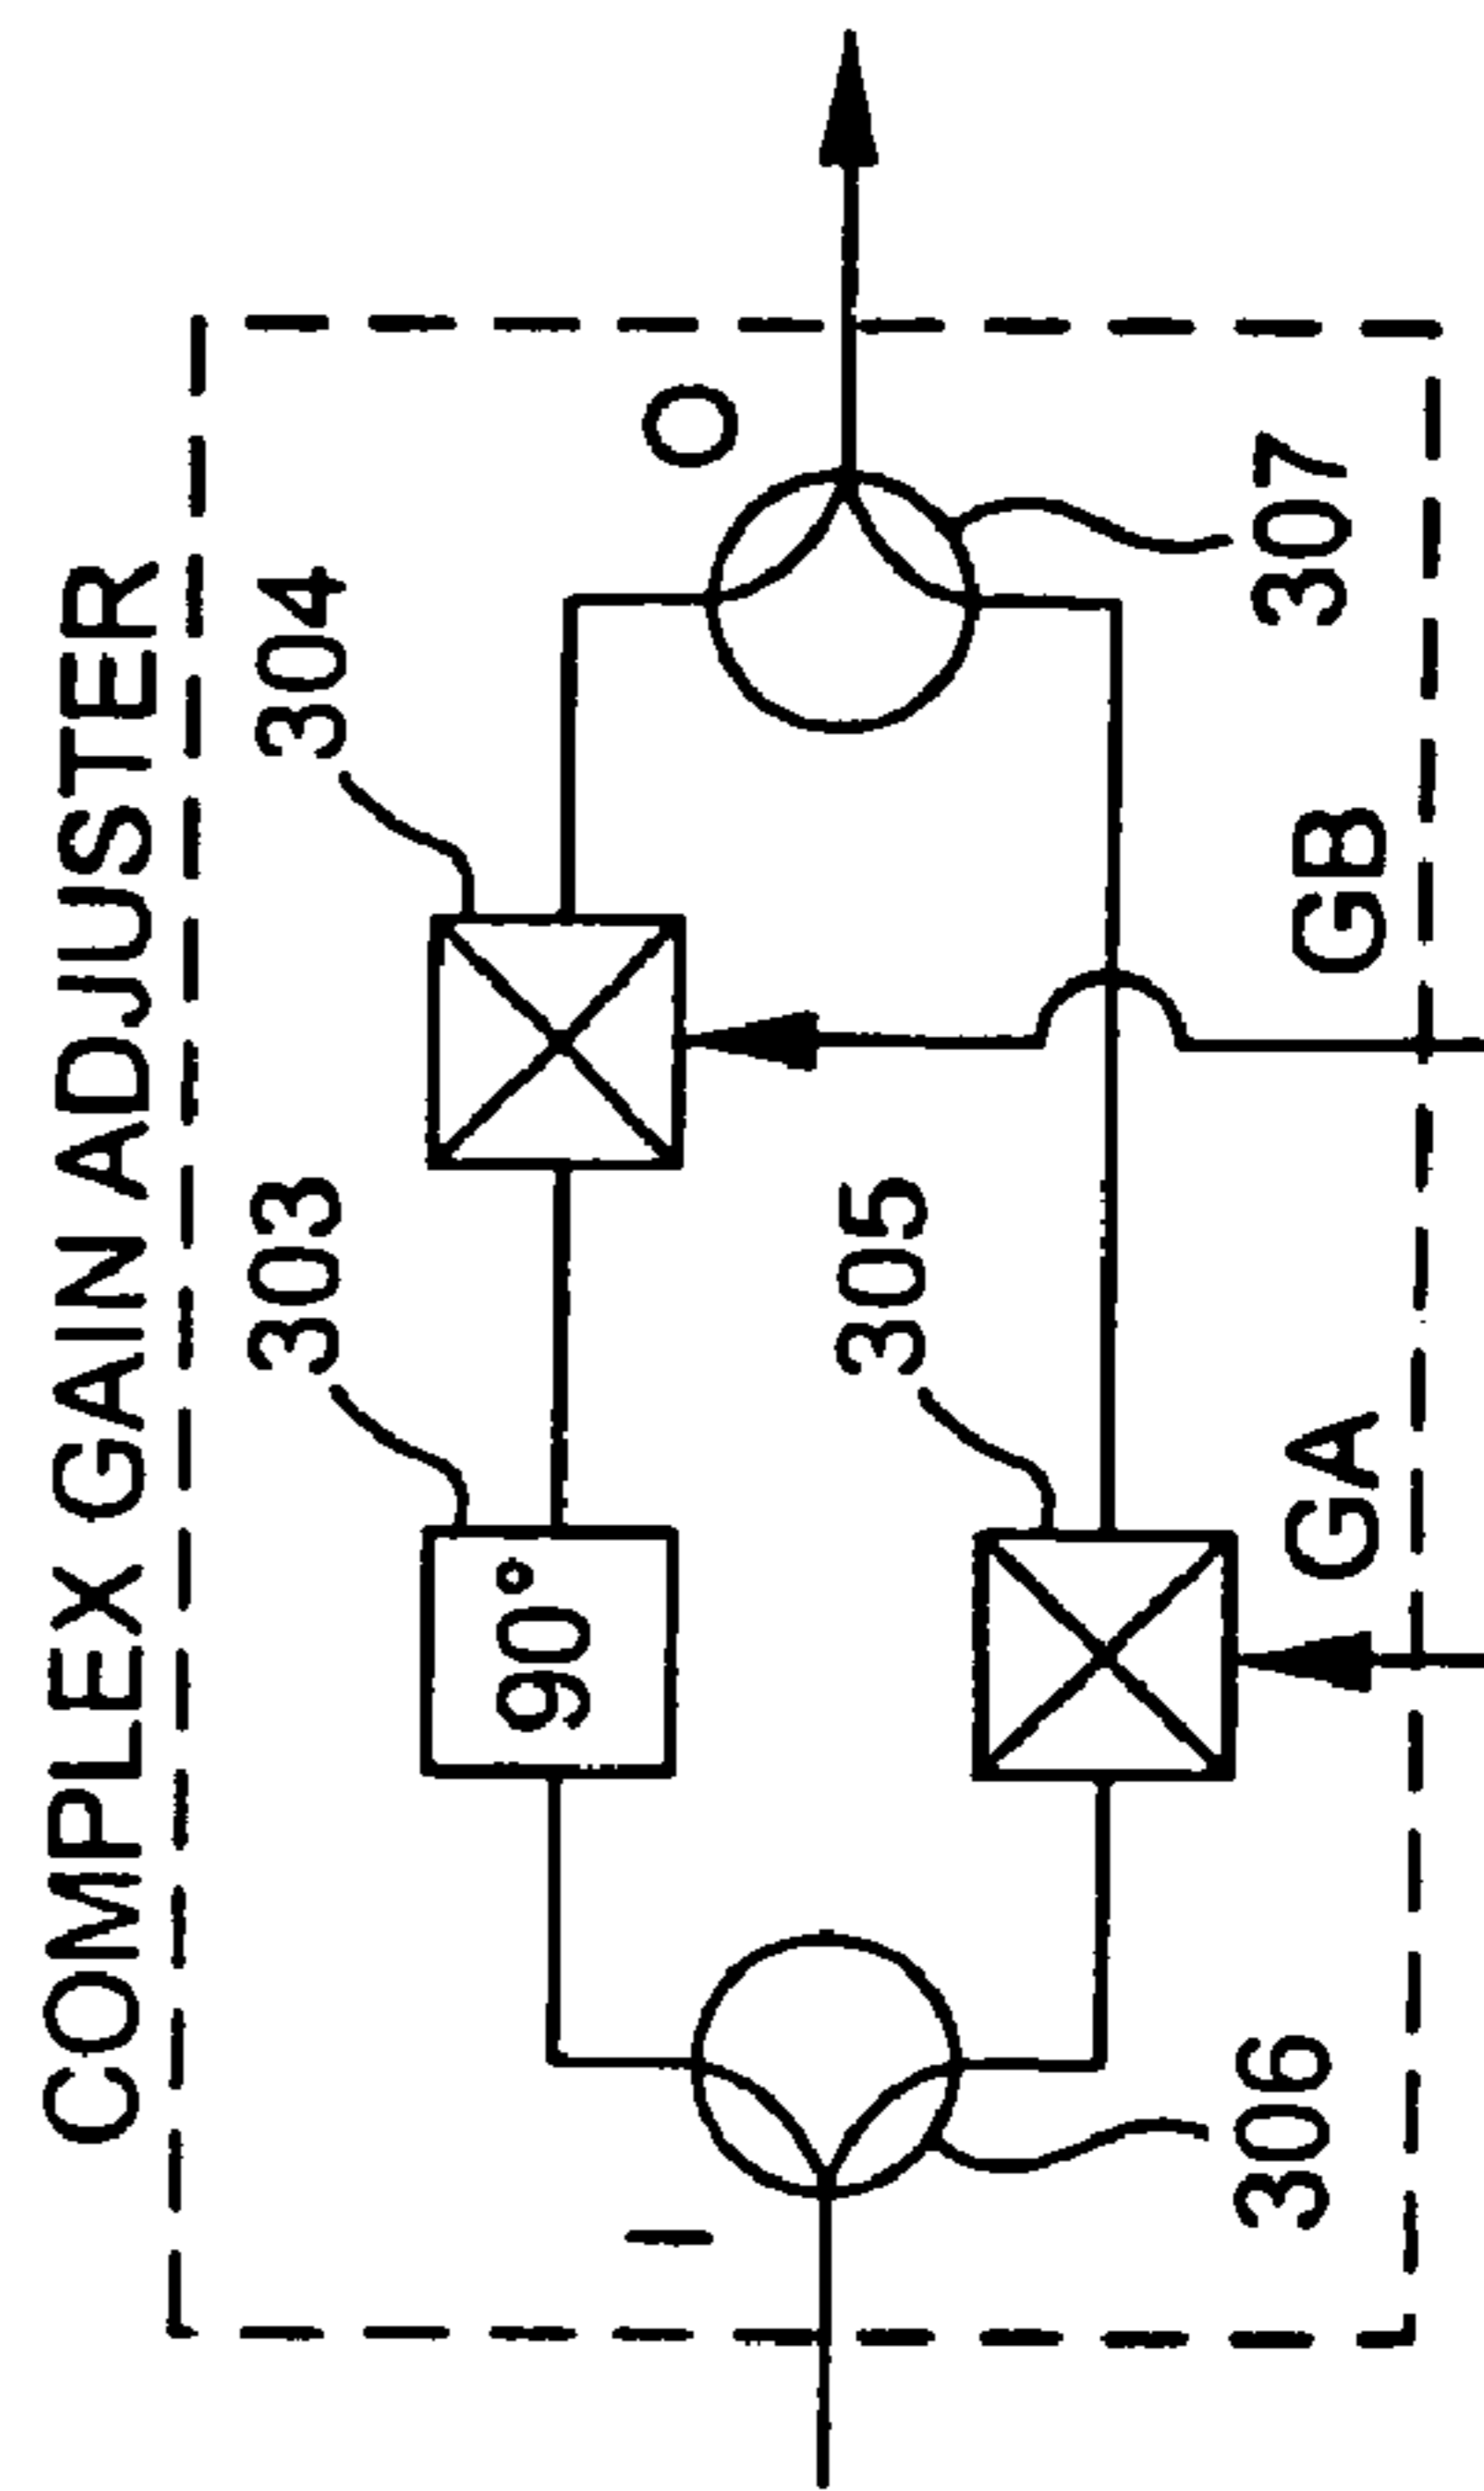 COMPLEX GAIN ADJUSTER
303
304
90°
I
O
305
306
GA
GB
307